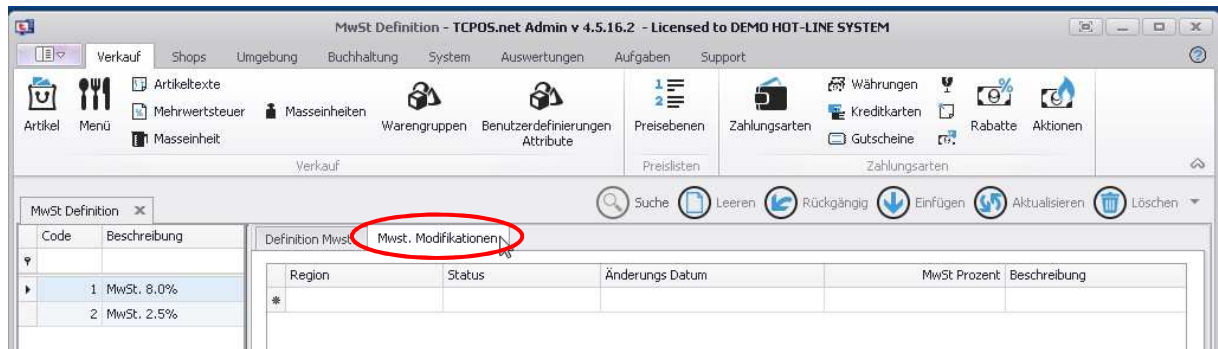 MwSt Definition - TCPOS.net Admin v 4.5.16.2 - Licensed to DEMO HOT-LINE SYSTEM
Verkauf Shops Umgebung Buchhaltung System Auswertungen Aufgaben Support
Artikel
Menü
Artikeltexte
Mehrwertsteuer
Masseinheit
Masseinheiten
Warengruppen
Benutzerdefinierungen
Attribute
Verkauf
1
2
Preisebenen
Preislisten
Zahlungsarten
Währungen
Kreditkarten
Gutscheine
Rabatte
Aktionen
Zahlungsarten
MwSt Definition
Suche Leeren Rückgängig Einfügen Aktualisieren Löschen
Code Beschreibung
1 MwSt. 8.0%
2 MwSt. 2.5%
Definition Mwst Mwst. Modifikationen
Region Status Änderungs Datum MwSt Prozent Beschreibung